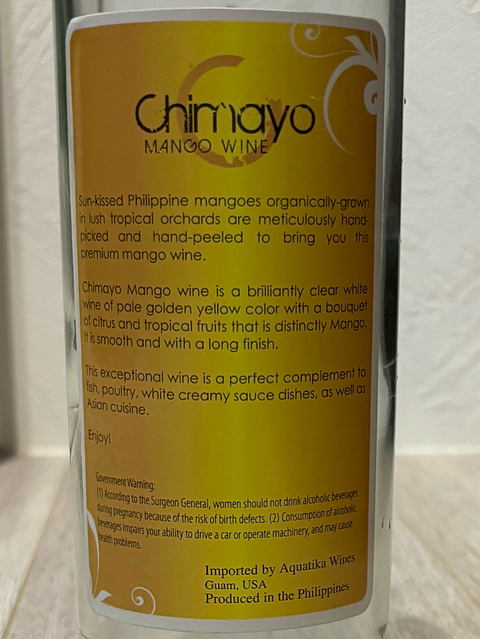 Chimayo
MANGO WINE
Sun-kissed Philippine mangoes organically-grown
in lush tropical orchards are meticulously hand-
picked and hand-peeled to bring you this
premium mango wine.
Chimayo Mango wine is a brilliantly clear white
wine of pale golden yellow color with a bouquet
of citrus and tropical fruits that is distinctly Mango.
It is smooth and with a long finish.
This exceptional wine is a perfect complement to
fish, poultry, white creamy sauce dishes, as well as
Asian cuisine.
Enjoy!
Government Warning:
(1) According to the Surgeon General, women should not drink alcoholic beverages
during pregnancy because of the risk of birth defects. (2) Consumption of alcoholic
beverages impairs your ability to drive a car or operate machinery, and may cause
health problems.
Imported by Aquatika Wines
Guam, USA
Produced in the Philippines